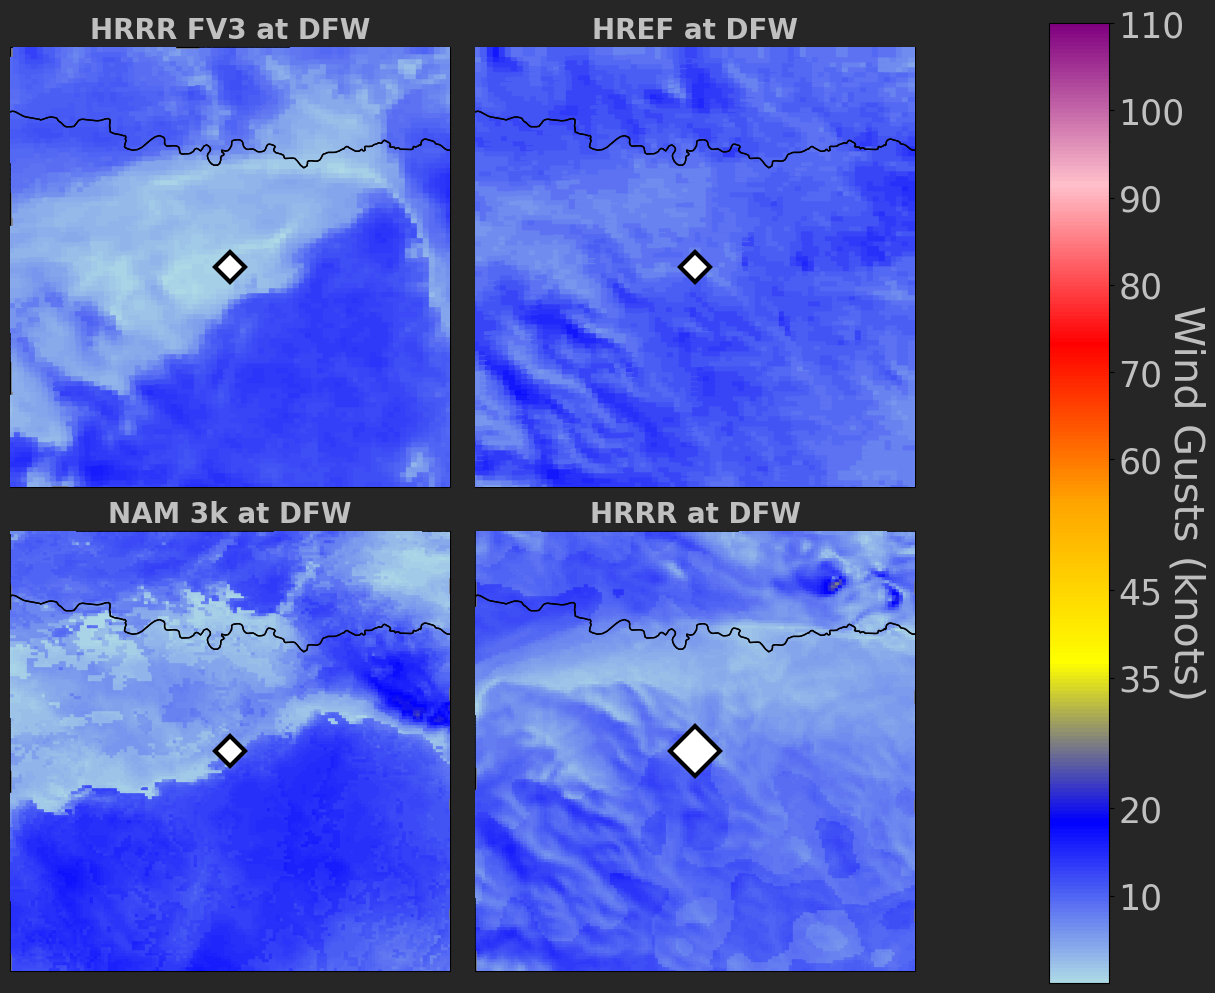 HRRR FV3 at DFW
HREF at DFW
NAM 3k at DFW
HRRR at DFW
110
100
90
80
70
60
45
35
20
10
Wind Gusts (knots)